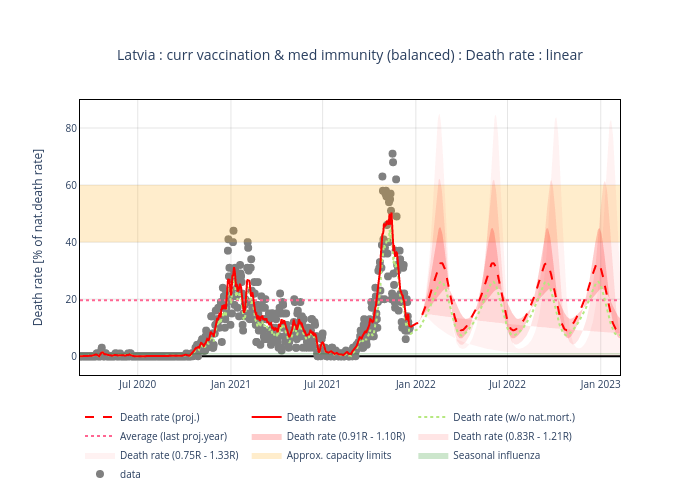 Latvia : curr vaccination & med immunity (balanced) : Death rate : linear
Death rate [% of nat.death rate]
80
60
40
20
0
Jul 2020
Jan 2021
Jul 2021
Jan 2022
Jul 2022
Jan 2023
Death rate (proj.)
Death rate
Death rate (w/o nat.mort.)
Average (last proj.year)
Death rate (0.91R - 1.10R)
Death rate (0.83R - 1.21R)
Death rate (0.75R - 1.33R)
Approx. capacity limits
Seasonal influenza
data